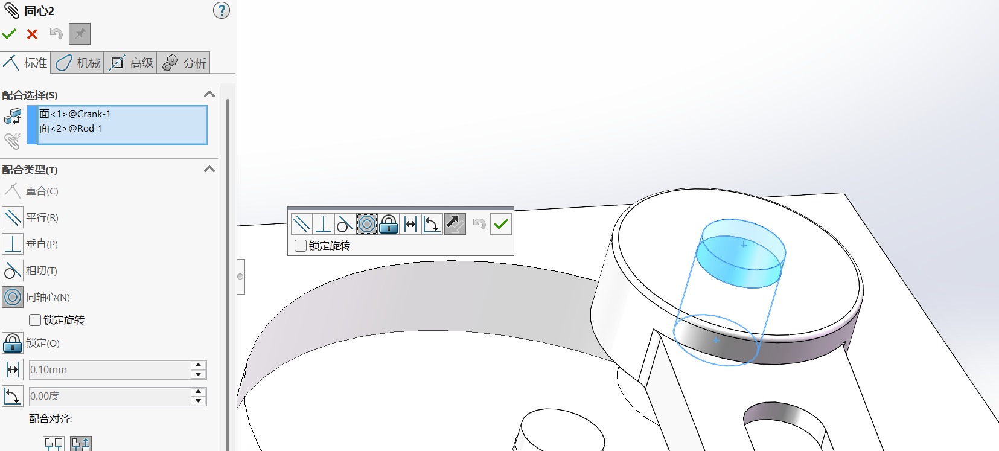 同心2
?
标准 机械 高级 分析
配合选择(S)
面<1>@Crank-1
面<2>@Rod-1
配合类型(T)
重合(C)
平行(R)
垂直(P)
相切(T)
同轴心(N)
锁定旋转
锁定(O)
0.10mm
0.00度
配合对齐:
锁定旋转